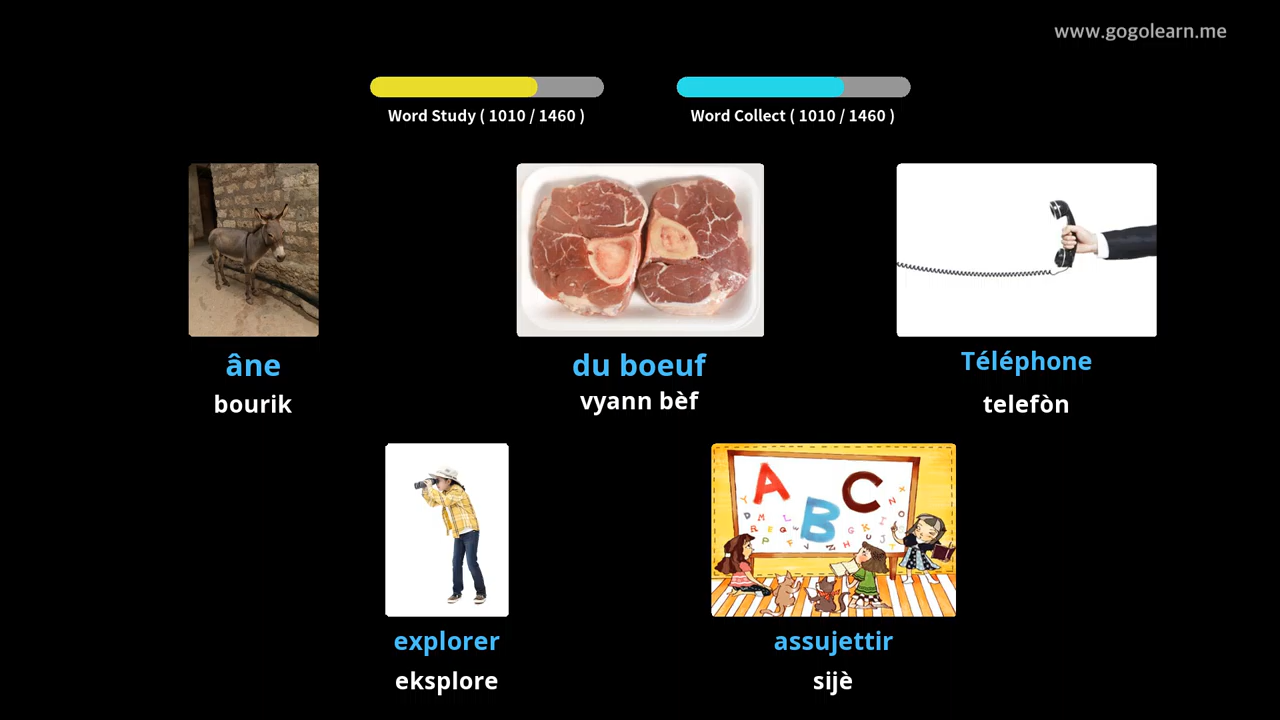 www.gogolearn.me
Word Study ( 1010 / 1460 )
Word Collect ( 1010 / 1460 )
âne
bourik
du boeuf
vyann bèf
Téléphone
telefòn
A
B
C
explorer
eksplore
assujettir
sijè